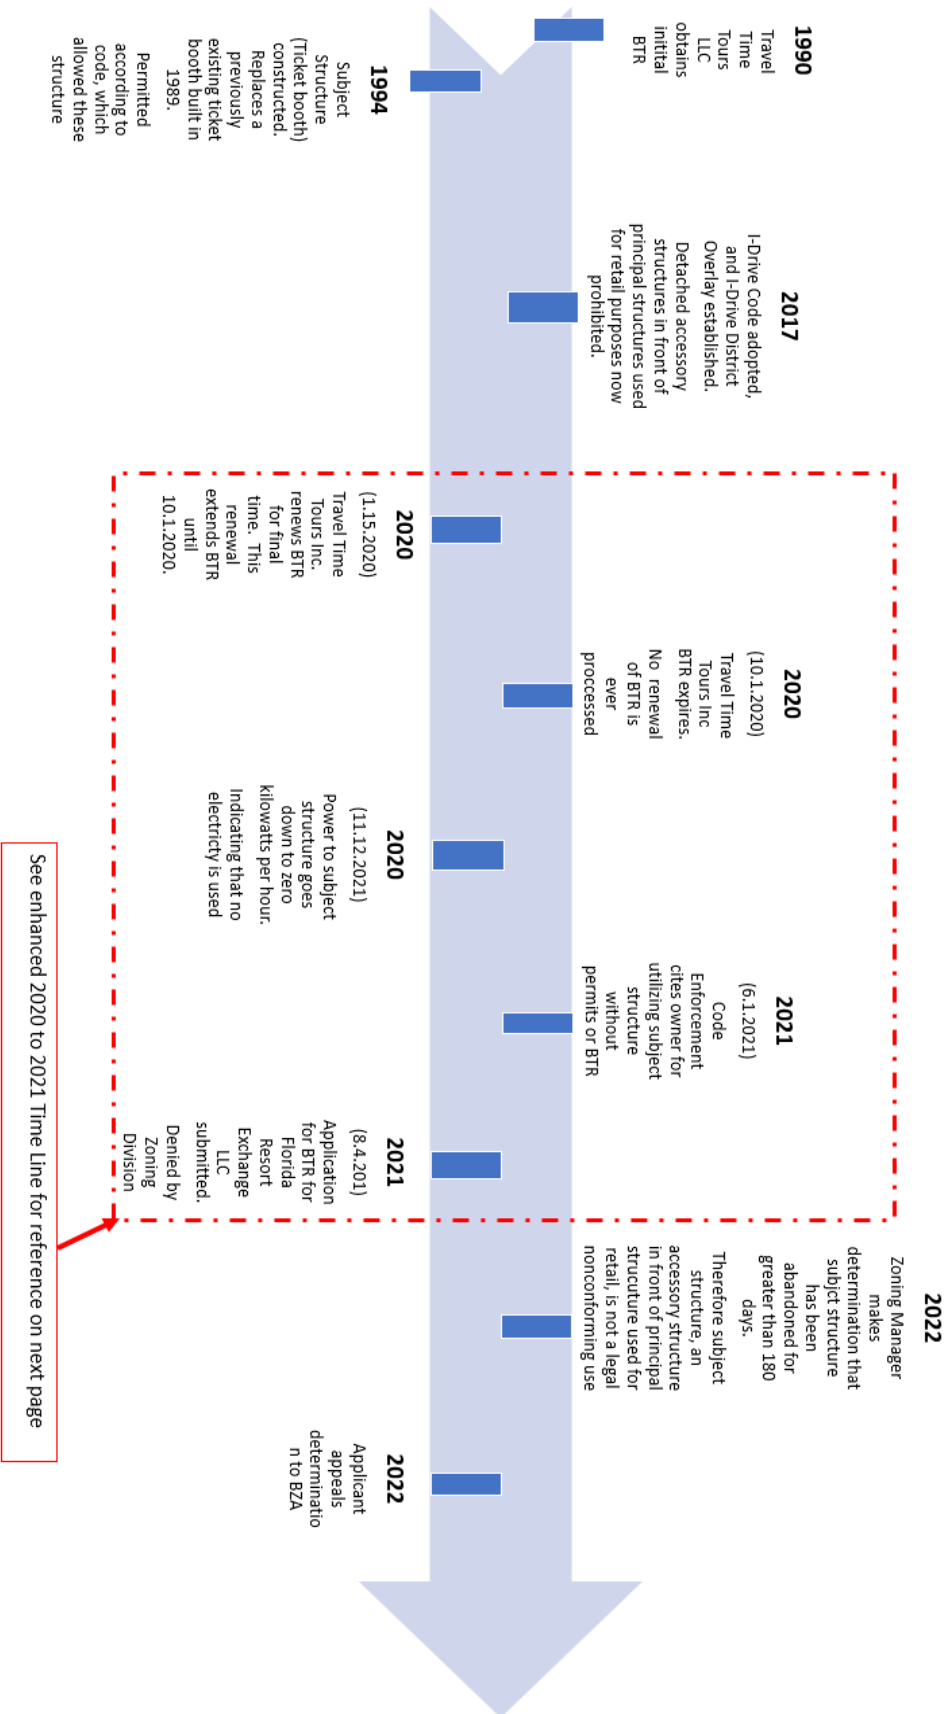 1990
Travel
Time
Tours
LLC
obtains
initital
BTR
1994
Subject
Structure
(Ticket booth)
constructed.
Replaces a
previously
existing ticket
booth built in
1989.
Permitted
according to
code, which
allowed these
structure
2017
I-Drive Code adopted,
and I-Drive District
Overlay established.
Detached accessory
structures in front of
principal structures used
for retail purposes now
prohibited.
2020
(1.15.2020)
Travel Time
Tours Inc.
renews BTR
for final
time. This
renewal
extends BTR
until
10.1.2020.
2020
(10.1.2020)
Travel Time
Tours Inc
BTR expires.
No renewal
of BTR is
ever
proccessed
2020
(11.12.2021)
Power to subject
structure goes
down to zero
kilowatts per hour.
Indicating that no
electricty is used
2021
(6.1.2021)
Code
Enforcement
cites owner for
utilizing subject
structure
without
permits or BTR
2021
(8.4.201)
Application
for BTR for
Florida
Resort
Exchange
LLC
submitted.
Denied by
Zoning
Division
2022
Zoning Manager
makes
determination that
subjct structure
has been
abandoned for
greater than 180
days.
Therefore subject
structure, an
accessory structure
in front of principal
strucuture used for
retail, is not a legal
nonconforming use
2022
Applicant
appeals
determinatio
n to BZA
See enhanced 2020 to 2021 Time Line for reference on next page